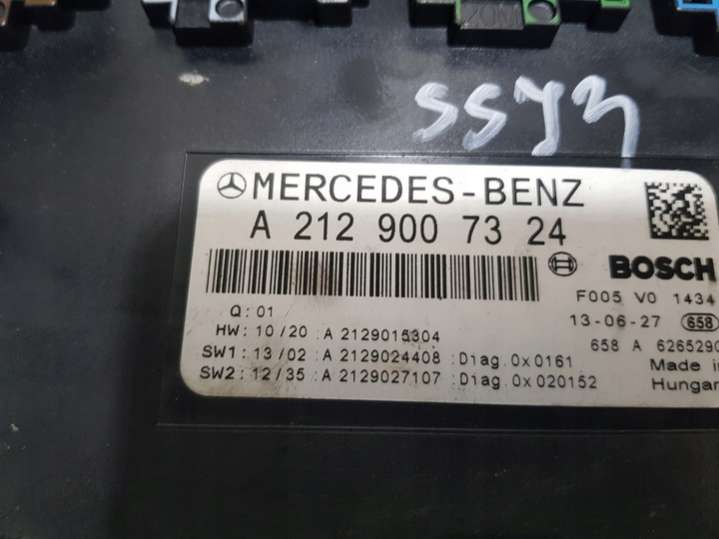 SSYZ
MERCEDES-BENZ
A 212 900 73 24
BOSCH
Q: 01
F005 V0 1434
HW: 10/20 :A 2129015304
13-06-27 658
SW1: 13/02 :A 2129024408 :Diag.0x0161
658 A 6265290
SW2: 12/35 :A 2129027107 :Diag.0x020152
Made in
Hungar